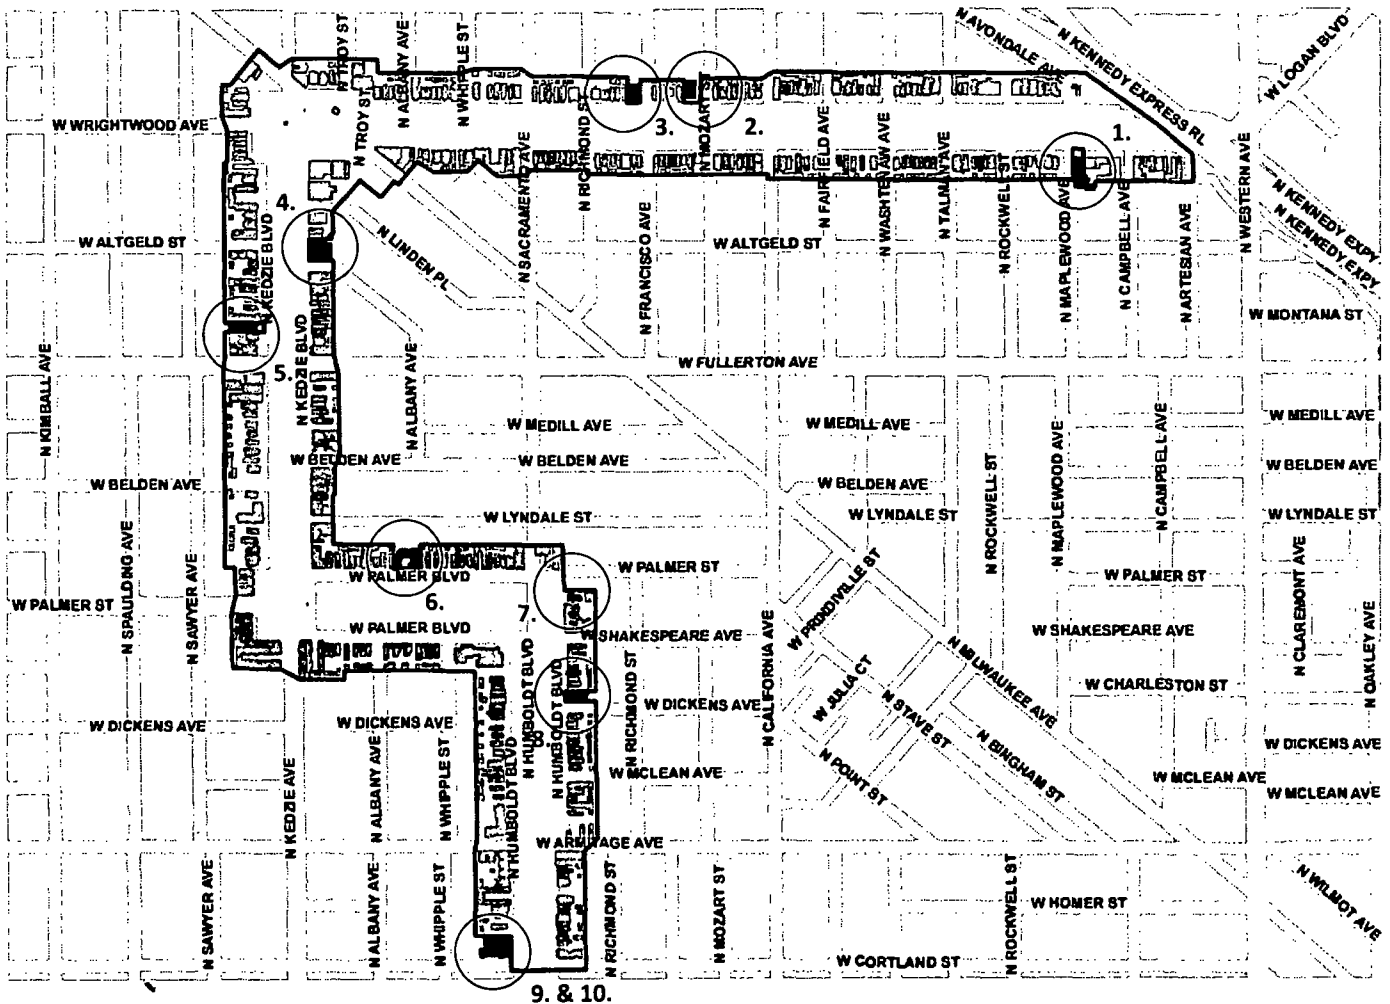 N TROY ST
N ALBANY AVE
N WHIPPLE ST
N AVONDALE AVE
N KENNEDY EXPRESS RL
W LOGAN BLVD
W WRIGHTWOOD AVE
N TROY ST
N RICHMOND ST
3.
N MOZART ST
2.
1.
N SACRAMENTO AVE
N FAIRFIELD AVE
N WASHTENAW AVE
N TALMAN AVE
N ROCKWELL ST
N MAPLEWOOD AVE
N CAMPBELL AVE
N ARTESIAN AVE
N WESTERN AVE
N KENNEDY EXPY
N KENNEDY EXPY
4.
W ALTGELD ST
N KEDZIE BLVD
N LINDEN PL
N FRANCISCO AVE
W ALTGELD ST
W MONTANA ST
N KIMBALL AVE
5.
N KEDZIE BLVD
N ALBANY AVE
W FULLERTON AVE
W MEDILL AVE
W MEDILL AVE
W MEDILL AVE
W BELDEN AVE
W BELDEN AVE
W BELDEN AVE
W BELDEN AVE
W BELDEN AVE
N ROCKWELL ST
N MAPLEWOOD AVE
N CAMPBELL AVE
W LYNDALE ST
W LYNDALE ST
W LYNDALE ST
N SPAULDING AVE
N SAWYER AVE
W PALMER ST
W PALMER BLVD
6.
7.
W PALMER ST
W PALMER ST
N CLAREMONT AVE
N OAKLEY AVE
W PALMER BLVD
W SHAKESPEARE AVE
W PRINDIVILLE ST
W SHAKESPEARE AVE
N MILWAUKEE AVE
N HUMBOLDT BLVD
N HUMBOLDT BLVD
N RICHMOND ST
N CALIFORNIA AVE
W JULIA CT
N STAVE ST
W CHARLESTON ST
W DICKENS AVE
W DICKENS AVE
W DICKENS AVE
W DICKENS AVE
8.
N BINGHAM ST
N POINT ST
W MCLEAN AVE
W MCLEAN AVE
W MCLEAN AVE
N KEDZIE AVE
N ALBANY AVE
N WHIPPLE ST
N HUMBOLDT BLVD
W ARMITAGE AVE
N SAWYER AVE
N ALBANY AVE
N WHIPPLE ST
N RICHMOND ST
N MOZART ST
N ROCKWELL ST
W HOMER ST
N WILMOT AVE
W CORTLAND ST
9. & 10.